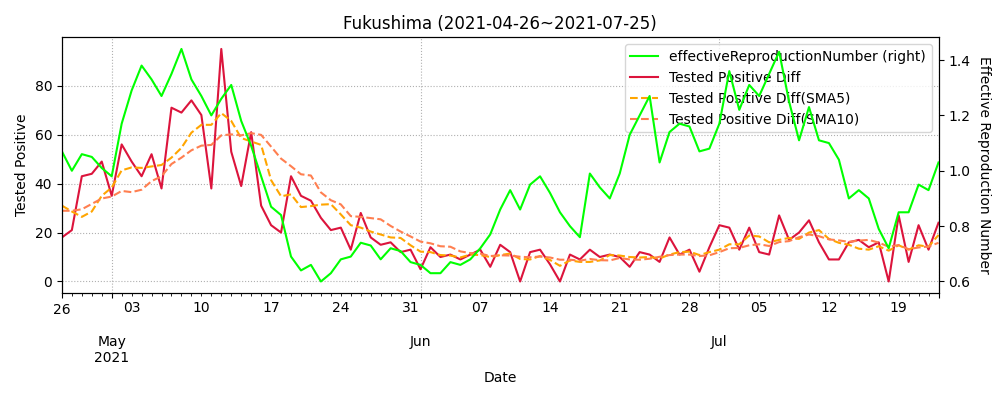 Fukushima (2021-04-26~2021-07-25)
effectiveReproductionNumber (right)
Tested Positive Diff
Tested Positive Diff(SMA5)
Tested Positive Diff(SMA10)
Tested Positive
80
60
40
20
0
1.4
1.2
1.0
0.8
0.6
Effective Reproduction Number
26 03 10 17 24 31 07 14 21 28 05 12 19
May Jun Jul
2021
Date